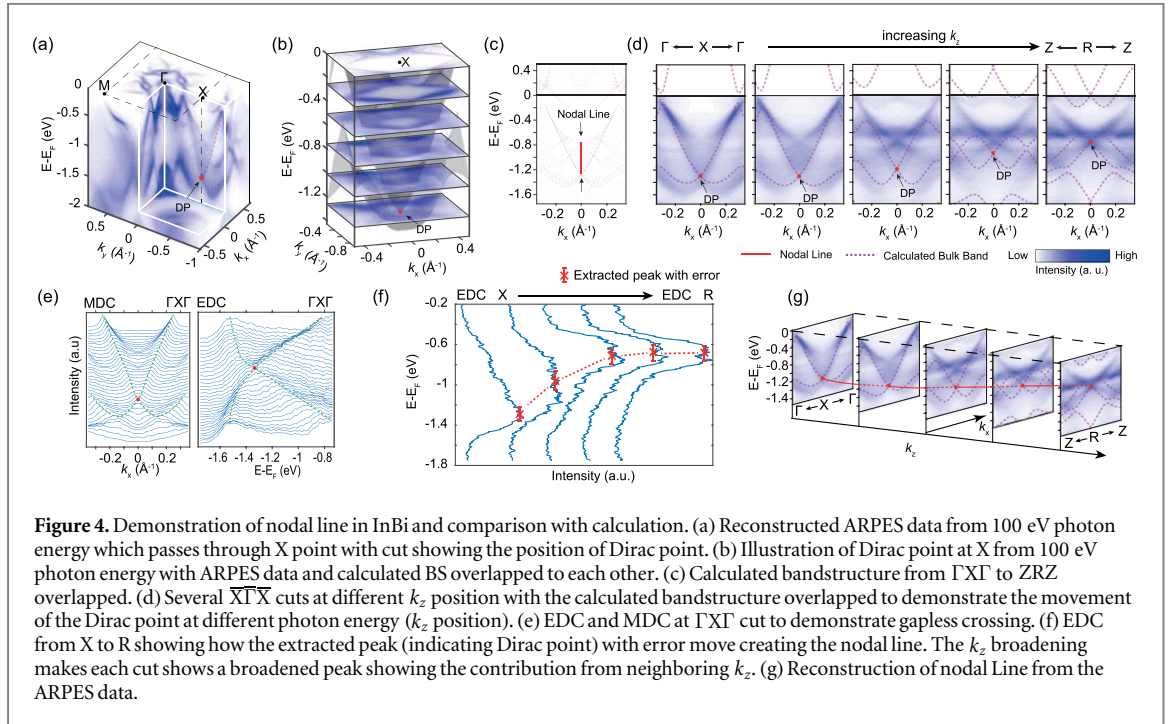 (a)
M
Γ
X
0
-0.5
-1
-1.5
-2
E-E_F (eV)
DP
0.5
0
-0.5
-1
k_y (Å⁻¹)
0.5
0
-0.5
k_x (Å⁻¹)
(b)
X
0
-0.4
-0.8
-1.2
E-E_F (eV)
DP
-0.4
-0.8
k_y (Å⁻¹)
-0.4
0
0.4
k_x (Å⁻¹)
(c)
0.4
0
-0.4
-0.8
-1.2
-1.6
E-E_F (eV)
Nodal Line
0
k_x (Å⁻¹)
(d)
Γ ← X → Γ
increasing k_z
Z ← R → Z
DP
DP
DP
DP
DP
-0.2 0 0.2
-0.2 0 0.2
-0.2 0 0.2
-0.2 0 0.2
-0.2 0 0.2
k_x (Å⁻¹)
k_x (Å⁻¹)
k_x (Å⁻¹)
k_x (Å⁻¹)
k_x (Å⁻¹)
Nodal Line
Calculated Bulk Band
Low
High
Intensity (a. u.)
(e)
MDC ΓXΓ
EDC ΓXΓ
Intensity (a.u)
-0.2 0 0.2
k_x (Å⁻¹)
-1.6 -1.4 -1.2 -1 -0.8
E-E_F (eV)
Extracted peak with error
(f)
EDC X
EDC R
-0.2
-0.6
-1
-1.4
-1.8
E-E_F (eV)
Intensity (a.u.)
(g)
0
-0.4
-0.8
-1.2
-1.4
E-E_F (eV)
Γ ← X → Γ
k_x
Z ← R → Z
k_z
Figure 4. Demonstration of nodal line in InBi and comparison with calculation. (a) Reconstructed ARPES data from 100 eV photon
energy which passes through X point with cut showing the position of Dirac point. (b) Illustration of Dirac point at X from 100 eV
photon energy with ARPES data and calculated BS overlapped to each other. (c) Calculated bandstructure from ΓXΓ to ZRZ
overlapped. (d) Several X̅Γ̅X̅ cuts at different k_z position with the calculated bandstructure overlapped to demonstrate the movement
of the Dirac point at different photon energy (k_z position). (e) EDC and MDC at ΓXΓ cut to demonstrate gapless crossing. (f) EDC
from X to R showing how the extracted peak (indicating Dirac point) with error move creating the nodal line. The k_z broadening
makes each cut shows a broadened peak showing the contribution from neighboring k_z. (g) Reconstruction of nodal Line from the
ARPES data.